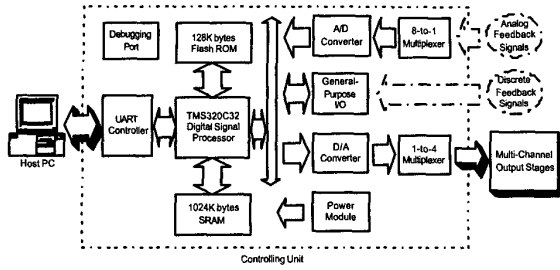 Debugging
Port
128K bytes
Flash ROM
A/D
Converter
8-to-1
Multiplexer
Analog
Feedback
Signals
General-
Purpose
I/O
Discrete
Feedback
Signals
Host PC
UART
Controller
TMS320C32
Digital Signal
Processor
D/A
Converter
1-to-4
Multiplexer
Multi-Channel
Output Stages
1024K bytes
SRAM
Power
Module
Controlling Unit